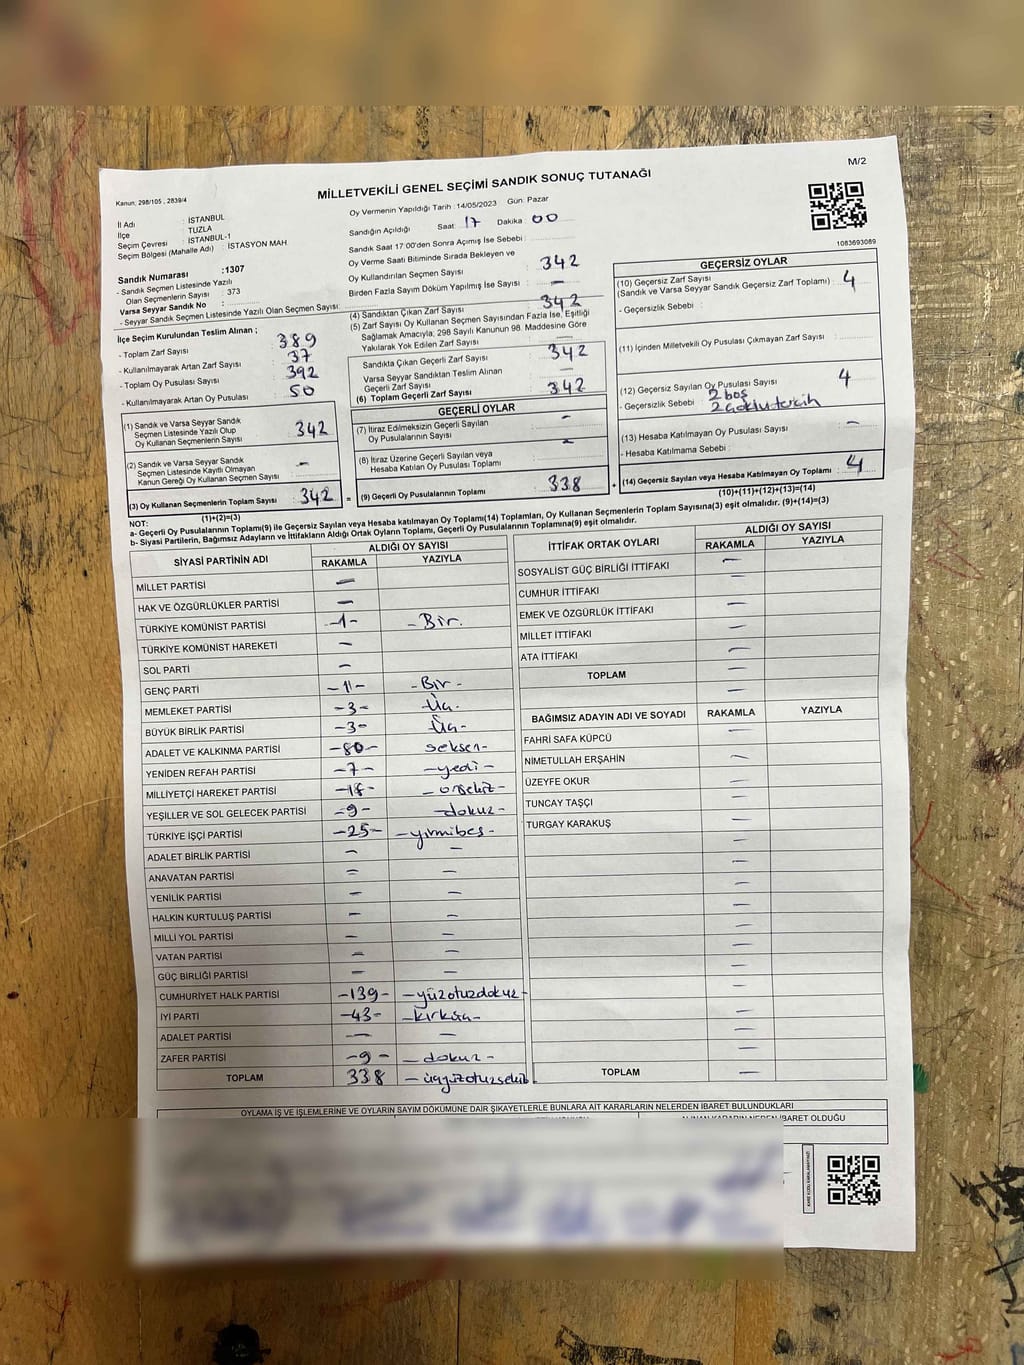 M/2
MİLLETVEKİLİ GENEL SEÇİMİ SANDIK SONUÇ TUTANAĞI
Kanun; 298/105 , 2839/4
Oy Vermenin Yapıldığı Tarih :14/05/2023 Gün: Pazar
İl Adı : İSTANBUL
İlçe : TUZLA
Seçim Çevresi : İSTANBUL-1
Seçim Bölgesi (Mahalle Adı) : İSTASYON MAH
Sandığın Açıldığı Saat 17 Dakika 00
Sandık Saat 17 00'den Sonra Açmış İse Sebebi :
Oy Verme Saati Bitiminde Sırada Bekleyen ve
Oy Kullandırılan Seçmen Sayısı 342
Birden Fazla Sayım Döküm Yapılmış İse Sayısı : -
1083693089
Sandık Numarası :1307
- Sandık Seçmen Listesinde Yazılı
Olan Seçmenlerin Sayısı : 373
Varsa Seyyar Sandık No :
- Seyyar Sandık Seçmen Listesinde Yazılı Olan Seçmen Sayısı:
İlçe Seçim Kurulundan Teslim Alınan ;
- Toplam Zarf Sayısı 389
- Kullanılmayarak Artan Zarf Sayısı 37
- Toplam Oy Pusulası Sayısı 392
- Kullanılmayarak Artan Oy Pusulası 50
(1) Sandık ve Varsa Seyyar Sandık
Seçmen Listesinde Yazılı Olup
Oy Kullanan Seçmenlerin Sayısı 342
(2) Sandık ve Varsa Seyyar Sandık
Seçmen Listesinde Kayıtlı Olmayan
Kanun Gereği Oy Kullanan Seçmen Sayısı -
(3) Oy Kullanan Seçmenlerin Toplam Sayısı 342
(1)+(2)=(3)
(4) Sandıktan Çıkan Zarf Sayısı 342
(5) Zarf Sayısı Oy Kullanan Seçmen Sayısından Fazla İse, Eşitliği
Sağlamak Amacıyla; 298 Sayılı Kanunun 98. Maddesine Göre
Yakılarak Yok Edilen Zarf Sayısı -
Sandıkta Çıkan Geçerli Zarf Sayısı 342
Varsa Seyyar Sandıktan Teslim Alınan
Geçerli Zarf Sayısı -
(6) Toplam Geçerli Zarf Sayısı 342
GEÇERLİ OYLAR
(7) İtiraz Edilmeksizin Geçerli Sayılan
Oy Pusulalarının Sayısı -
(8) İtiraz Üzerine Geçerli Sayılan veya
Hesaba Katılan Oy Pusulası Toplamı -
= (9) Geçerli Oy Pusulalarının Toplamı 338
GEÇERSİZ OYLAR
(10) Geçersiz Zarf Sayısı
(Sandık ve Varsa Seyyar Sandık Geçersiz Zarf Toplamı) 4
- Geçersizlik Sebebi :
(11) İçinden Milletvekili Oy Pusulası Çıkmayan Zarf Sayısı
(12) Geçersiz Sayılan Oy Pusulası Sayısı 4
- Geçersizlik Sebebi : 2 boş
2 çoklu tercih
(13) Hesaba Katılmayan Oy Pusulası Sayısı -
- Hesaba Katılmama Sebebi :
(14) Geçersiz Sayılan veya Hesaba Katılmayan Oy Toplamı 4
(10)+(11)+(12)+(13)=(14)
NOT:
a- Geçerli Oy Pusulalarının Toplamı(9) ile Geçersiz Sayılan veya Hesaba katılmayan Oy Toplamı(14) Toplamları, Oy Kullanan Seçmenlerin Toplam Sayısına(3) eşit olmalıdır. (9)+(14)=(3)
b- Siyasi Partilerin, Bağımsız Adayların ve İttifakların Aldığı Ortak Oyların Toplamı, Geçerli Oy Pusulalarının Toplamına(9) eşit olmalıdır.
SİYASİ PARTİNİN ADI ALDIĞI OY SAYISI
RAKAMLA YAZIYLA
MİLLET PARTİSİ -
HAK VE ÖZGÜRLÜKLER PARTİSİ -
TÜRKİYE KOMÜNİST PARTİSİ -1- -Bir.
TÜRKİYE KOMÜNİST HAREKETİ -
SOL PARTİ -
GENÇ PARTİ -1- -Bir-
MEMLEKET PARTİSİ -3- Üç-
BÜYÜK BİRLİK PARTİSİ -3- Üç-
ADALET VE KALKINMA PARTİSİ -80- seksen-
YENİDEN REFAH PARTİSİ -7- -yedi-
MİLLİYETÇİ HAREKET PARTİSİ -18- -onsekiz-
YEŞİLLER VE SOL GELECEK PARTİSİ -9- -dokuz-
TÜRKİYE İŞÇİ PARTİSİ -25- -yirmibeş-
ADALET BİRLİK PARTİSİ - -
ANAVATAN PARTİSİ - -
YENİLİK PARTİSİ - -
HALKIN KURTULUŞ PARTİSİ - -
MİLLİ YOL PARTİSİ - -
VATAN PARTİSİ - -
GÜÇ BİRLİĞİ PARTİSİ - -
CUMHURİYET HALK PARTİSİ -139- -yüzotuzdokuz-
İYİ PARTİ -43- -kırküç-
ADALET PARTİSİ - -
ZAFER PARTİSİ -9- -dokuz-
TOPLAM 338 -üçyüzotuzsekiz-
İTTİFAK ORTAK OYLARI ALDIĞI OY SAYISI
RAKAMLA YAZIYLA
SOSYALİST GÜÇ BİRLİĞİ İTTİFAKI -
CUMHUR İTTİFAKI -
EMEK VE ÖZGÜRLÜK İTTİFAKI -
MİLLET İTTİFAKI -
ATA İTTİFAKI -
TOPLAM -
BAĞIMSIZ ADAYIN ADI VE SOYADI RAKAMLA YAZIYLA
FAHRİ SAFA KÜPCÜ -
NİMETULLAH ERŞAHİN -
ÜZEYFE OKUR -
TUNCAY TAŞÇI -
TURGAY KARAKUŞ -
TOPLAM -
OYLAMA İŞ VE İŞLEMLERİNE VE OYLARIN SAYIM DÖKÜMÜNE DAİR ŞİKAYETLERLE BUNLARA AİT KARARLARIN NELERDEN İBARET BULUNDUKLARI
ALINAN KARARIN NEDEN İBARET OLDUĞU